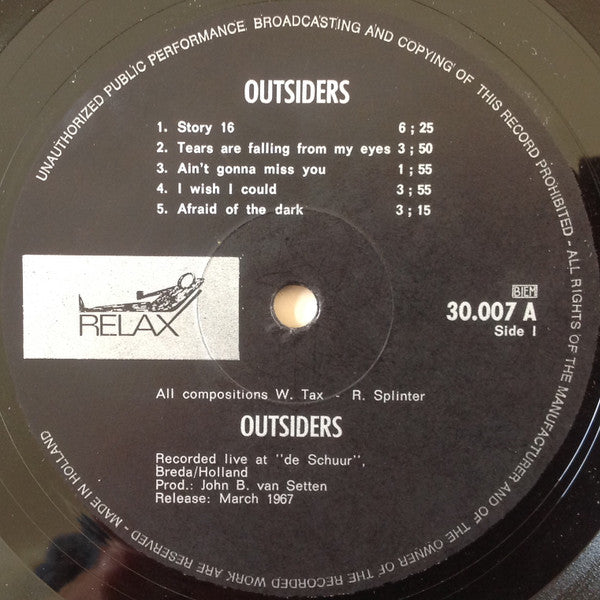 UNAUTHORIZED PUBLIC PERFORMANCE. BROADCASTING AND COPYING OF THIS RECORD PROHIBITED - ALL RIGHTS OF THE MANUFACTURER AND OF THE OWNER OF THE RECORDED WORK ARE RESERVED - MADE IN HOLLAND
OUTSIDERS
1. Story 16 6 ; 25
2. Tears are falling from my eyes 3 ; 50
3. Ain't gonna miss you 1 ; 55
4. I wish I could 3 ; 55
5. Afraid of the dark 3 ; 15
RELAX
BIEM
30.007 A
Side I
All compositions W. Tax - R. Splinter
OUTSIDERS
Recorded live at "de Schuur",
Breda/Holland
Prod.: John B. van Setten
Release: March 1967